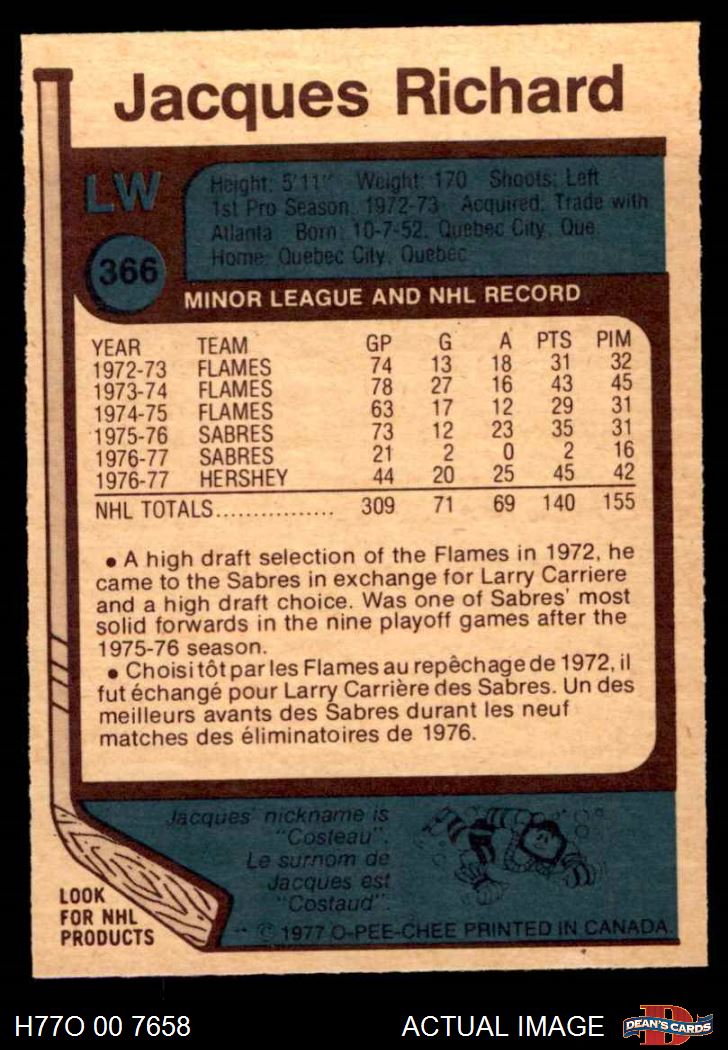 Jacques Richard
LW
Height: 5'11" Weight: 170 Shoots: Left
1st Pro Season: 1972-73 Acquired: Trade with
Atlanta Born: 10-7-52, Quebec City, Que.
Home: Quebec City, Quebec
366
MINOR LEAGUE AND NHL RECORD
YEAR TEAM GP G A PTS PIM
1972-73 FLAMES 74 13 18 31 32
1973-74 FLAMES 78 27 16 43 45
1974-75 FLAMES 63 17 12 29 31
1975-76 SABRES 73 12 23 35 31
1976-77 SABRES 21 2 0 2 16
1976-77 HERSHEY 44 20 25 45 42
NHL TOTALS................ 309 71 69 140 155
• A high draft selection of the Flames in 1972, he
came to the Sabres in exchange for Larry Carriere
and a high draft choice. Was one of Sabres' most
solid forwards in the nine playoff games after the
1975-76 season.
• Choisi tôt par les Flames au repêchage de 1972, il
fut échangé pour Larry Carrière des Sabres. Un des
meilleurs avants des Sabres durant les neuf
matches des éliminatoires de 1976.
Jacques' nickname is
"Costeau".
Le surnom de
Jacques est
"Costaud".
LOOK
FOR NHL
PRODUCTS
** © 1977 O-PEE-CHEE PRINTED IN CANADA
H77O 00 7658
ACTUAL IMAGE
D
DEAN'S CARDS